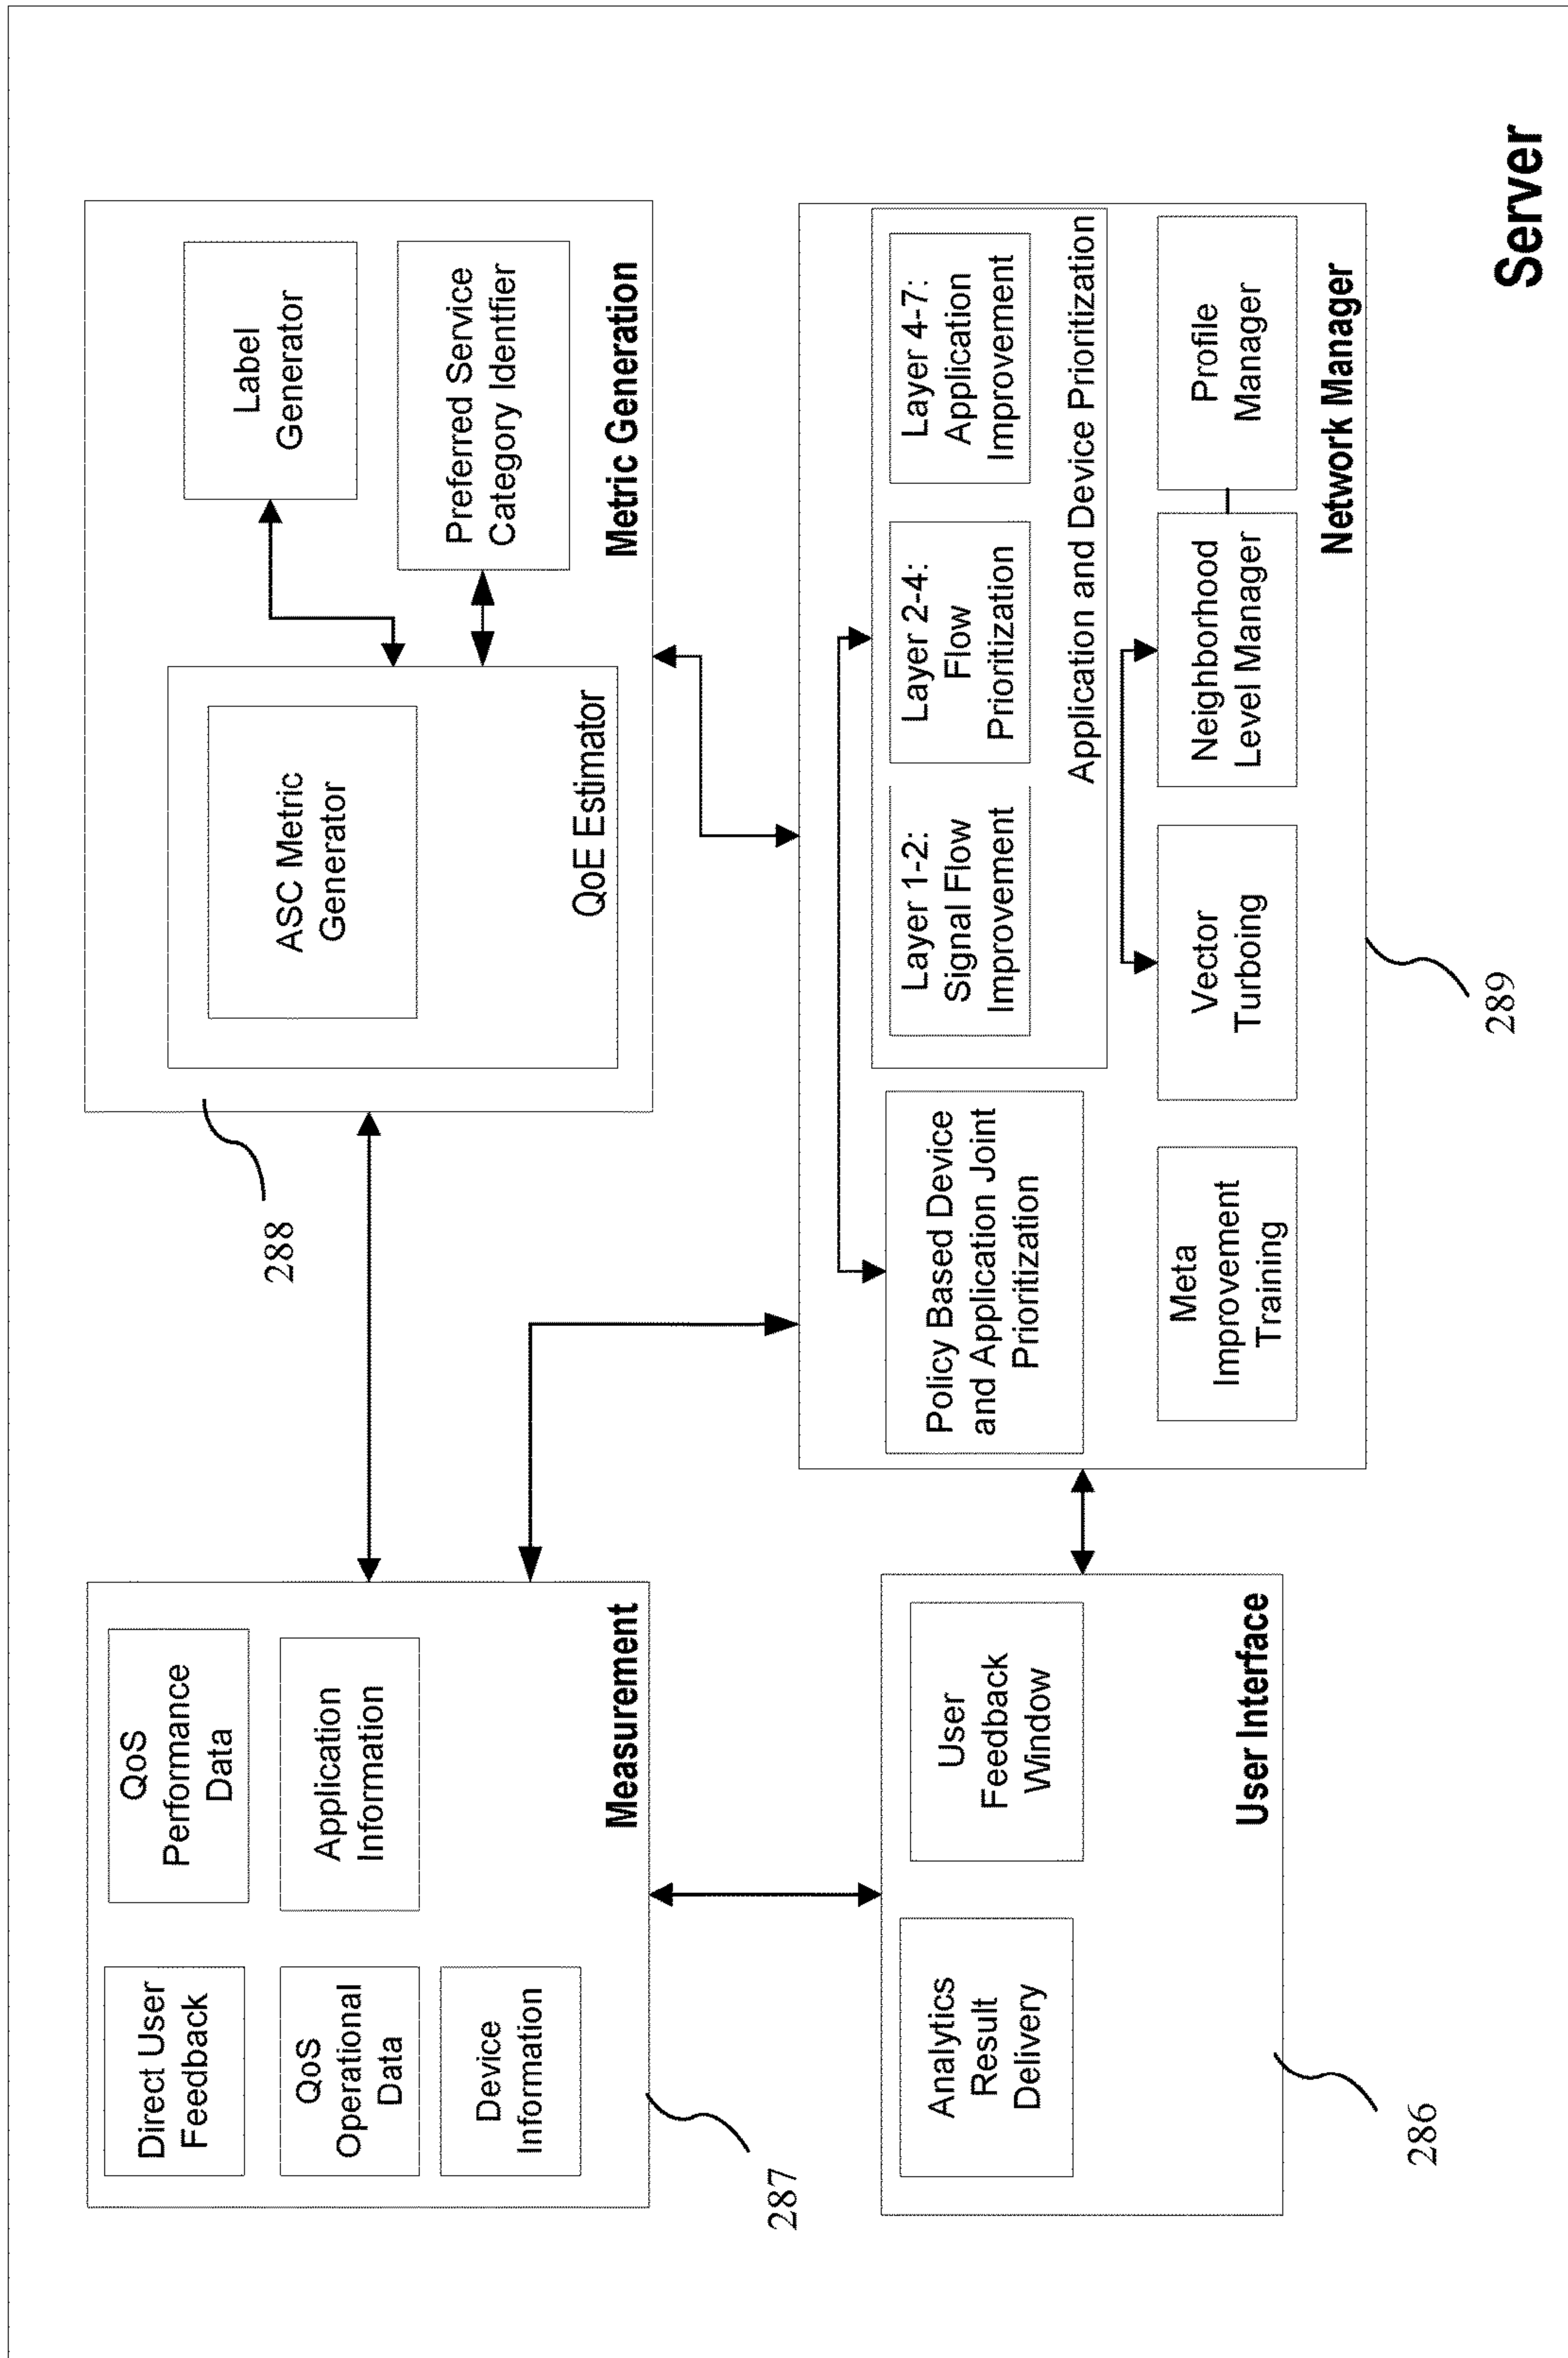 Direct User
Feedback
QoS
Performance
Data
QoS
Operational
Data
Application
Information
Device
Information
Measurement
287
288
ASC Metric
Generator
QoE Estimator
Label
Generator
Preferred Service
Category Identifier
Metric Generation
Analytics
Result
Delivery
User
Feedback
Window
User Interface
286
Policy Based Device
and Application Joint
Prioritization
Layer 1-2:
Signal Flow
Improvement
Layer 2-4:
Flow
Prioritization
Layer 4-7:
Application
Improvement
Application and Device Prioritization
Meta
Improvement
Training
Vector
Turboing
Neighborhood
Level Manager
Profile
Manager
Network Manager
289
Server